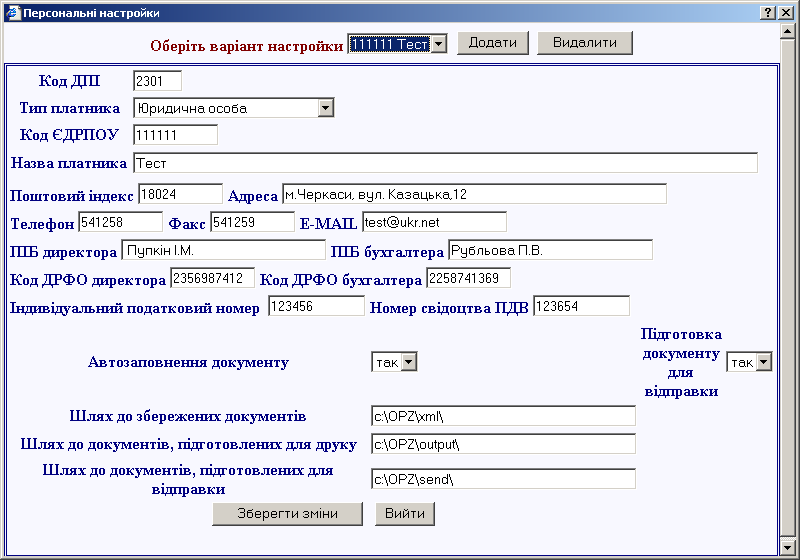 Персональні настройки
Оберіть варіант настройки 111111 Тест Додати Видалити
Код ДПІ 2301
Тип платника Юридична особа
Код ЄДРПОУ 111111
Назва платника Тест
Поштовий індекс 18024 Адреса м.Черкаси, вул. Казацька,12
Телефон 541258 Факс 541259 E-MAIL test@ukr.net
ПІБ директора Пупкін І.М. ПІБ бухгалтера Рубльова П.В.
Код ДРФО директора 2356987412 Код ДРФО бухгалтера 2258741369
Індивідуальний податковий номер 123456 Номер свідоцтва ПДВ 123654
Автозаповнення документу так
Підготовка
документу
для
відправки
так
Шлях до збережених документів c:\OPZ\xml\
Шлях до документів, підготовлених для друку c:\OPZ\output\
Шлях до документів, підготовлених для
відправки
c:\OPZ\send\
Зберегти зміни Вийти